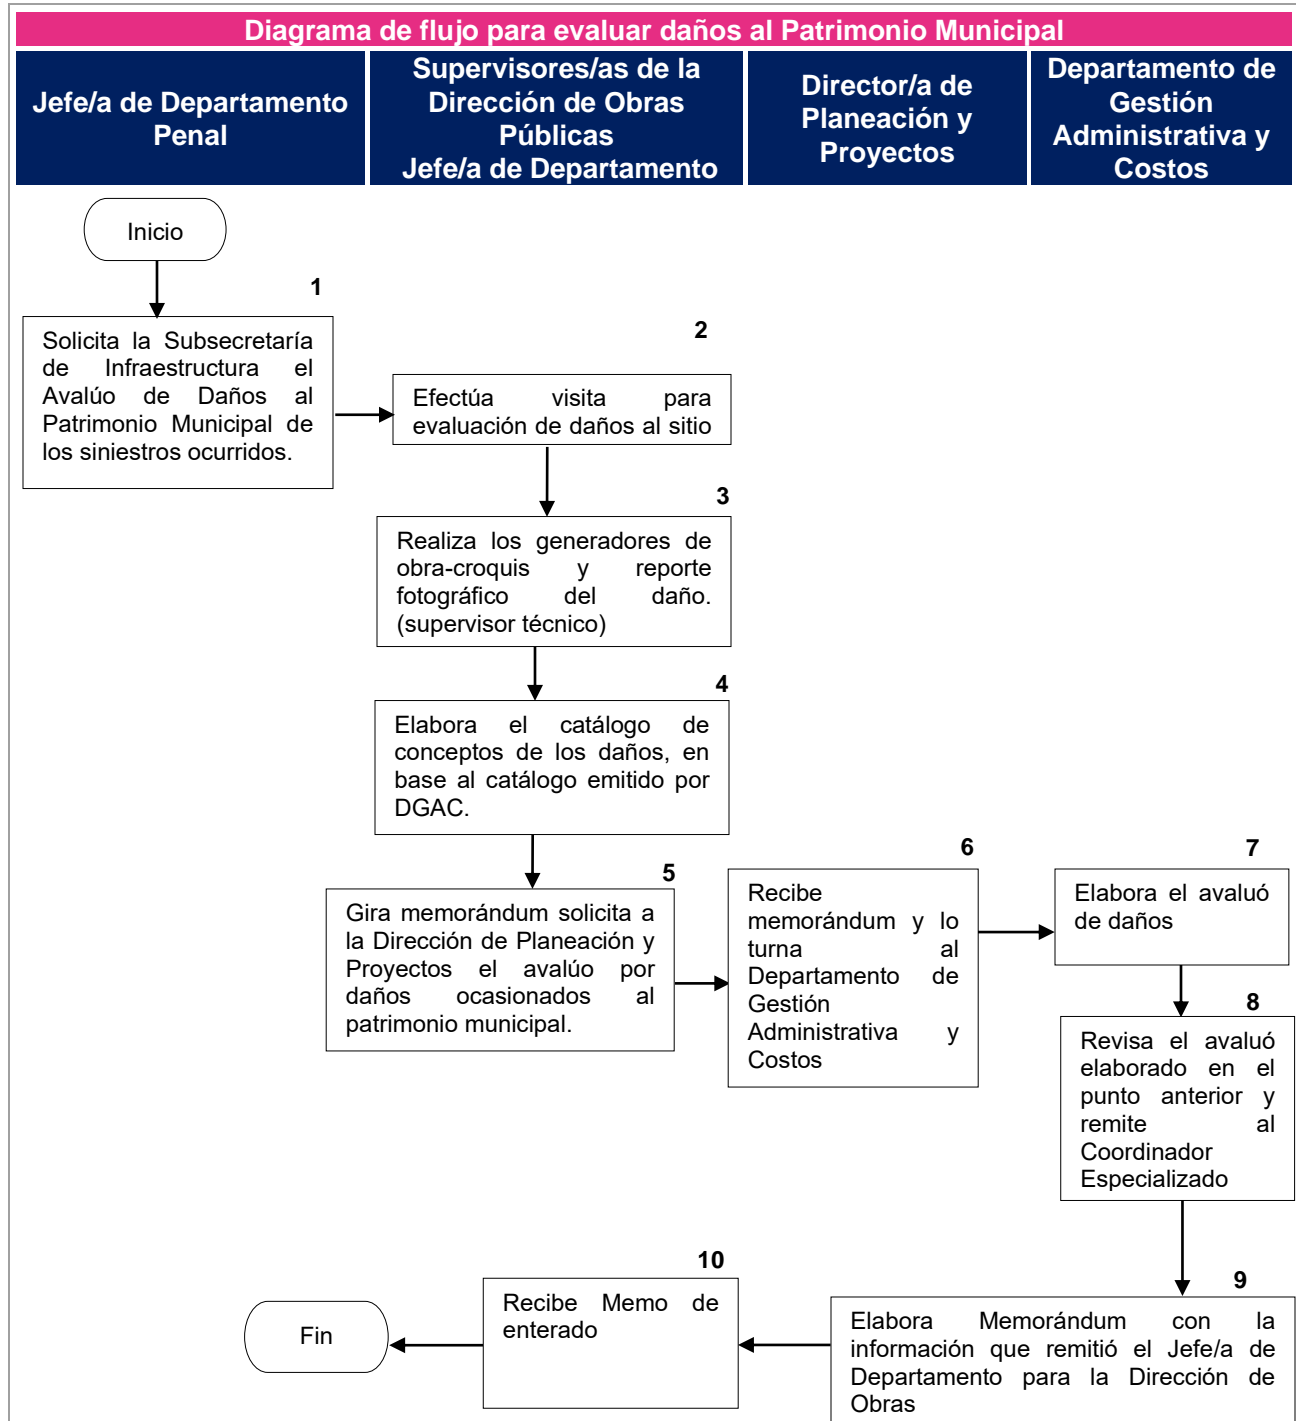 Diagrama de flujo para evaluar daños al Patrimonio Municipal
Jefe/a de Departamento
Penal
Supervisores/as de la
Dirección de Obras
Públicas
Jefe/a de Departamento
Director/a de
Planeación y
Proyectos
Departamento de
Gestión
Administrativa y
Costos
Inicio
1
Solicita la Subsecretaría
de Infraestructura el
Avalúo de Daños al
Patrimonio Municipal de
los siniestros ocurridos.
2
Efectúa visita para
evaluación de daños al sitio
3
Realiza los generadores de
obra-croquis y reporte
fotográfico del daño.
(supervisor técnico)
4
Elabora el catálogo de
conceptos de los daños, en
base al catálogo emitido por
DGAC.
5
Gira memorándum solicita a
la Dirección de Planeación y
Proyectos el avalúo por
daños ocasionados al
patrimonio municipal.
6
Recibe
memorándum y lo
turna al
Departamento de
Gestión
Administrativa y
Costos
7
Elabora el avaluó
de daños
8
Revisa el avaluó
elaborado en el
punto anterior y
remite al
Coordinador
Especializado
9
Elabora Memorándum con la
información que remitió el Jefe/a de
Departamento para la Dirección de
Obras
10
Recibe Memo de
enterado
Fin